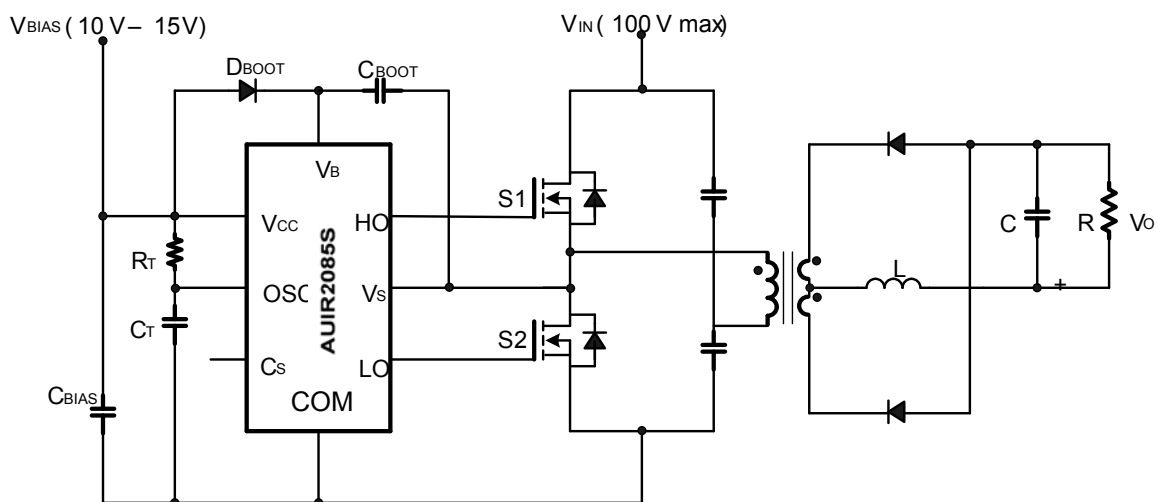 VBIAS ( 10 V – 15V)
VIN ( 100 V max)
DBOOT
CBOOT
VB
S1
VCC
HO
RT
C
R
VO
L
OSC
VS
+
AUIR2085S
CT
S2
CS
LO
CBIAS
COM